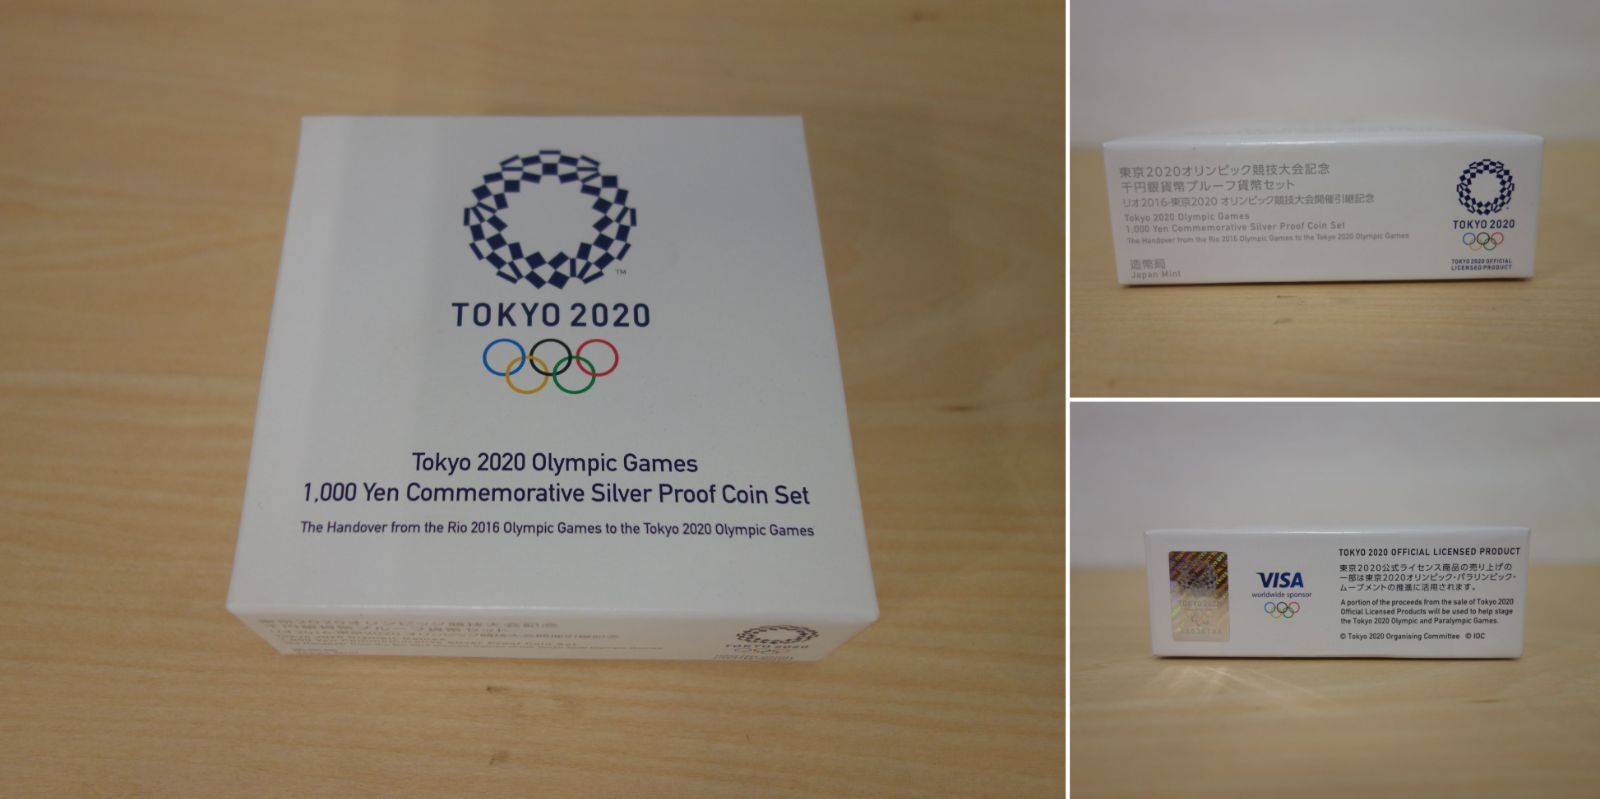 TM
TOKYO 2020
Tokyo 2020 Olympic Games
1,000 Yen Commemorative Silver Proof Coin Set
The Handover from the Rio 2016 Olympic Games to the Tokyo 2020 Olympic Games
TOKYO 2020
東京2020オリンピック競技大会記念
千円銀貨幣プルーフ貨幣セット
リオ2016-東京2020 オリンピック競技大会開催引継記念
Tokyo 2020 Olympic Games
1,000 Yen Commemorative Silver Proof Coin Set
The Handover from the Rio 2016 Olympic Games to the Tokyo 2020 Olympic Games
造幣局
Japan Mint
TOKYO 2020
TOKYO 2020 OFFICIAL
LICENSED PRODUCT
TOKYO 2020
VISA
worldwide sponsor
TOKYO 2020 OFFICIAL LICENSED PRODUCT
東京2020公式ライセンス商品の売り上げの
一部は東京2020オリンピック・パラリンピック・
ムーブメントの推進に活用されます。
A portion of the proceeds from the sale of Tokyo 2020
Official Licensed Products will be used to help stage
the Tokyo 2020 Olympic and Paralympic Games.
© Tokyo 2020 Organising Committee © IOC